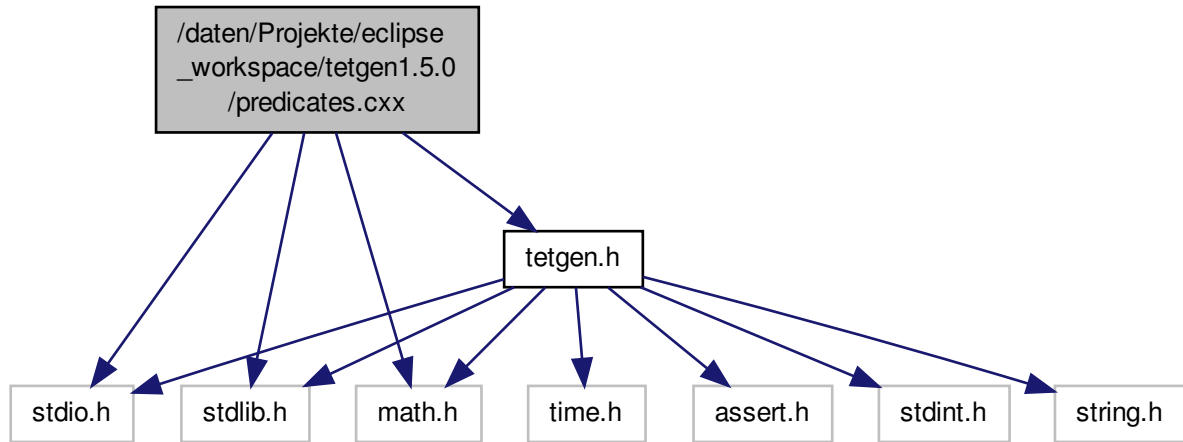 /daten/Projekte/eclipse
_workspace/tetgen1.5.0
/predicates.cxx
tetgen.h
stdio.h
stdlib.h
math.h
time.h
assert.h
stdint.h
string.h